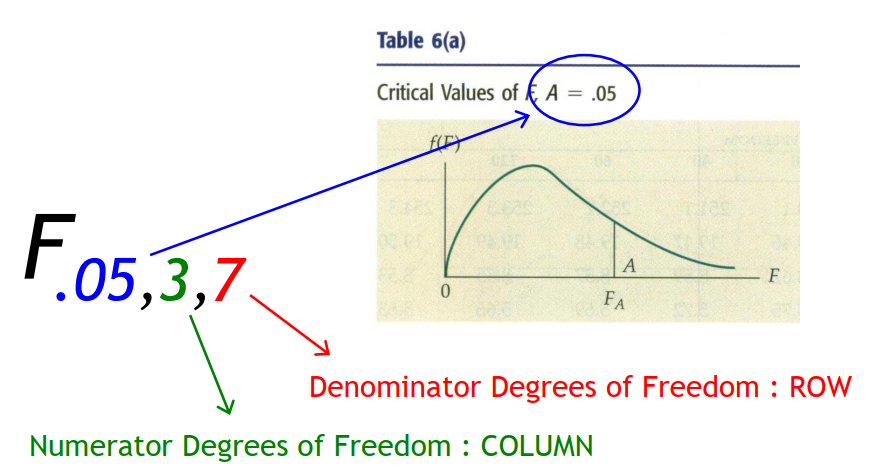 Table 6(a)
Critical Values of F, A = .05
f(F)
A
F
0
F_A
F.05,3,7
Denominator Degrees of Freedom : ROW
Numerator Degrees of Freedom : COLUMN